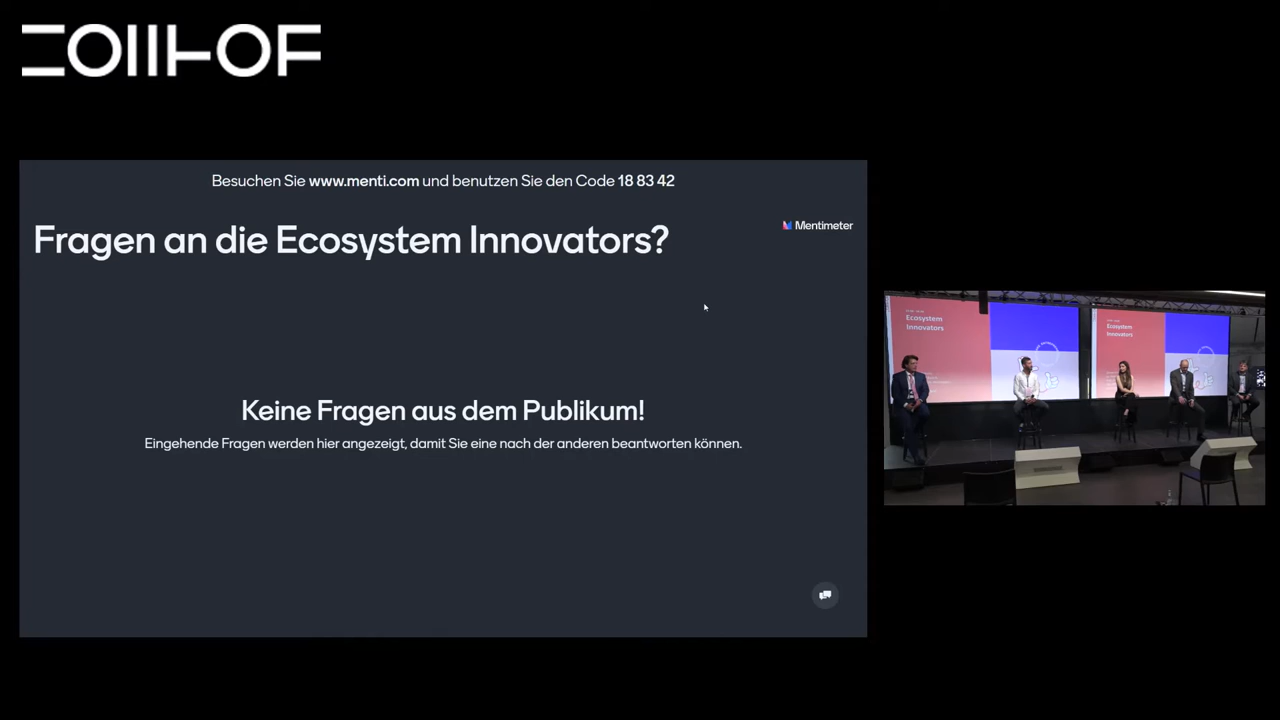 ZOLLHOF
Besuchen Sie www.menti.com und benutzen Sie den Code 18 83 42
Fragen an die Ecosystem Innovators?
Mentimeter
Keine Fragen aus dem Publikum!
Eingehende Fragen werden hier angezeigt, damit Sie eine nach der anderen beantworten können.
Ecosystem
Innovators
Ecosystem
Innovators